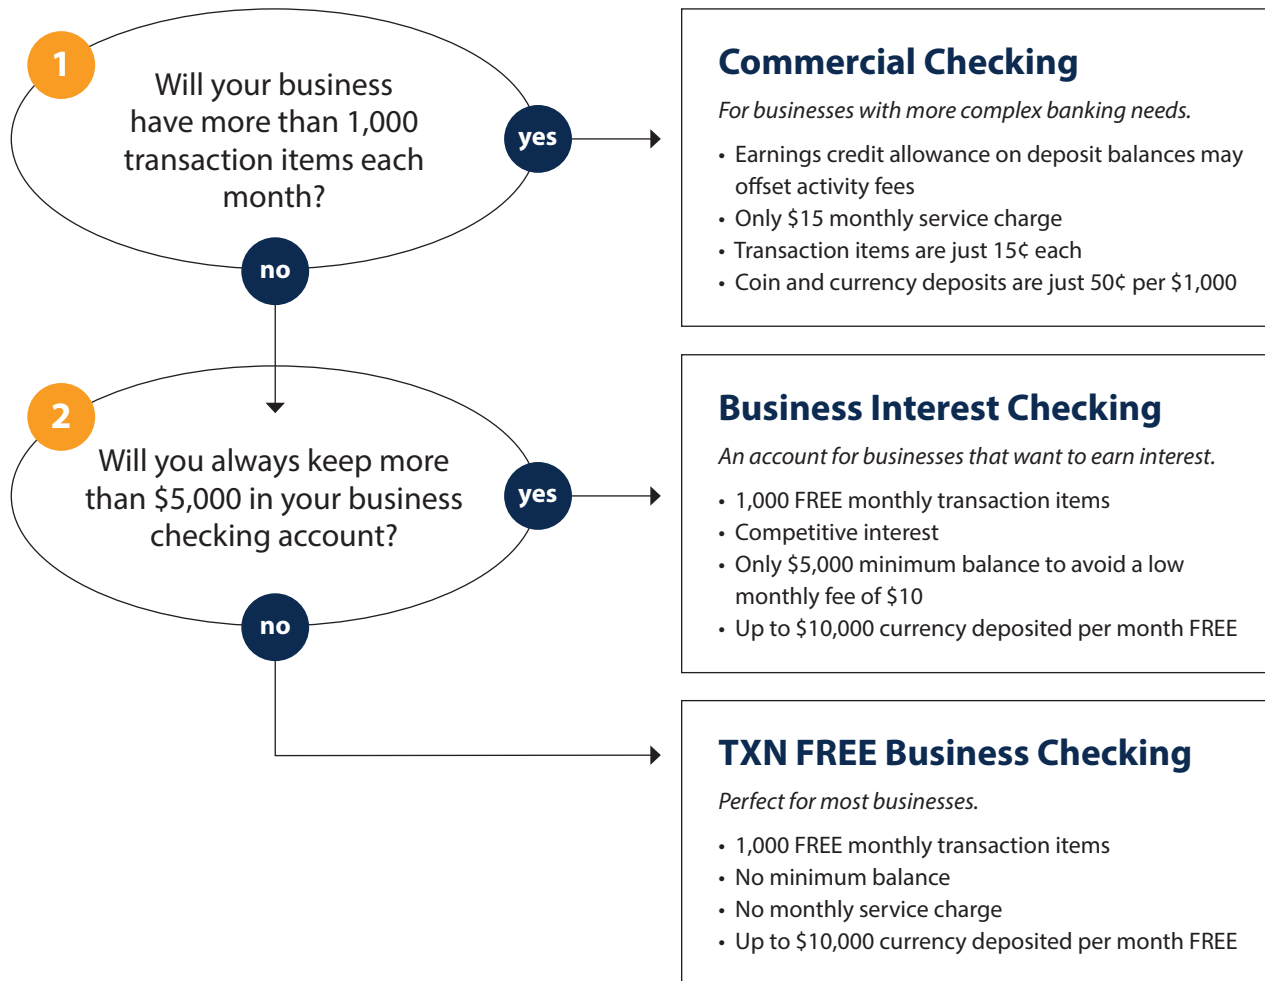 1
Will your business
have more than 1,000
transaction items each
month?
yes
no
Commercial Checking
For businesses with more complex banking needs.
• Earnings credit allowance on deposit balances may
offset activity fees
• Only $15 monthly service charge
• Transaction items are just 15¢ each
• Coin and currency deposits are just 50¢ per $1,000
2
Will you always keep more
than $5,000 in your business
checking account?
yes
no
Business Interest Checking
An account for businesses that want to earn interest.
• 1,000 FREE monthly transaction items
• Competitive interest
• Only $5,000 minimum balance to avoid a low
monthly fee of $10
• Up to $10,000 currency deposited per month FREE
TXN FREE Business Checking
Perfect for most businesses.
• 1,000 FREE monthly transaction items
• No minimum balance
• No monthly service charge
• Up to $10,000 currency deposited per month FREE